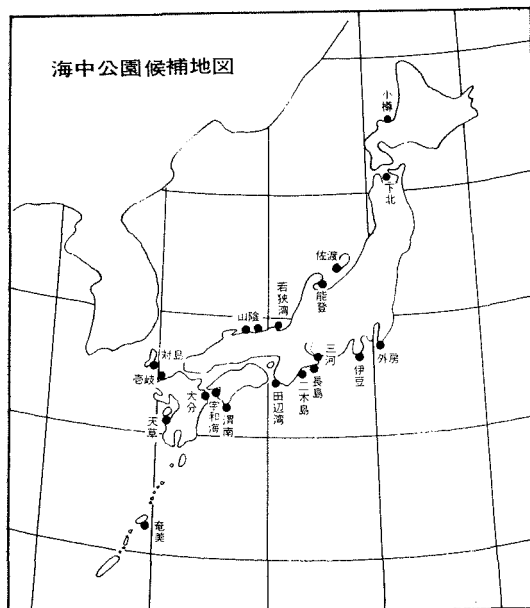 海中公園候補地図
小樽
下北
佐渡
能登
若狭湾
山陰
対島
壱岐
大分
宇和海
渭南
天草
田辺湾
二木島
長島
三河
伊豆
外房
奄美